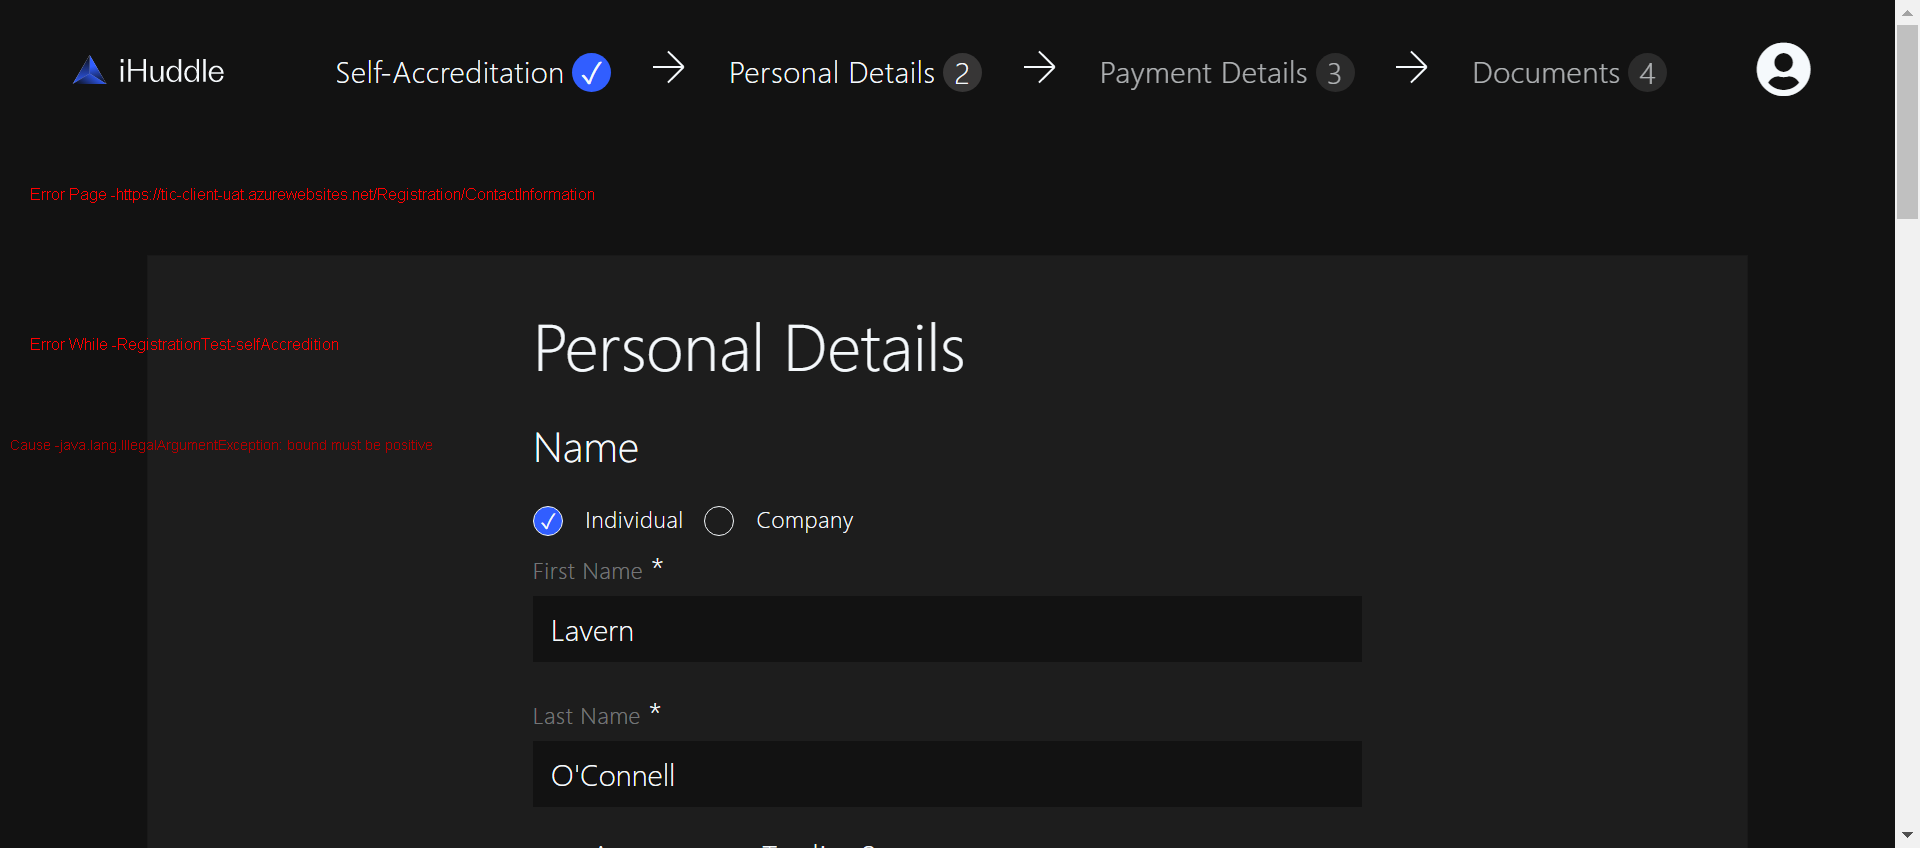 iHuddle
Self-Accreditation
Personal Details 2
Payment Details 3
Documents 4
Error Page -https://tic-client-uat.azurewebsites.net/Registration/ContactInformation
Error While -RegistrationTest-selfAccredition
Cause -java.lang.IllegalArgumentException: bound must be positive
Personal Details
Name
Individual
Company
First Name *
Lavern
Last Name *
O'Connell